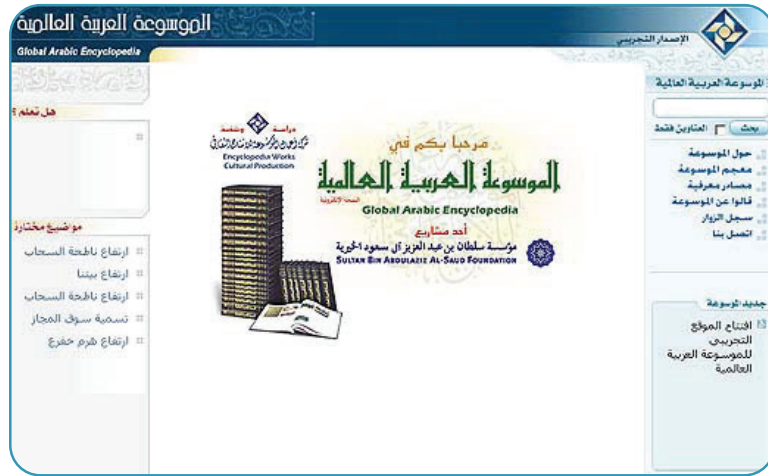 الموسوعة العربية العالمية
Global Arabic Encyclopedia
الإصدار التجريبي
الموسوعة العربية العالمية
بحث
العناوين فقط
حول الموسوعة
معجم الموسوعة
مصادر معرفية
قالوا عن الموسوعة
سجل الزوار
اتصل بنا
جديد الموسوعة
افتتاح الموقع
التجريبي
للموسوعة العربية
العالمية
دراسة وتنفيذ
Encyclopedia Works
Cultural Production
مرحبا بكم في
الموسوعة العربية العالمية
النسخة الإلكترونية
Global Arabic Encyclopedia
أحد مشاريع
مؤسسة سلطان بن عبد العزيز آل سعود الخيرية
SULTAN BIN ABDULAZIZ AL-SAUD FOUNDATION
هل تعلم ؟
مواضيع مختارة
ارتفاع ناطحة السحاب
ارتفاع بيتنا
ارتفاع ناطحة السحاب
تسمية سوق المجاز
ارتفاع هرم خفرع